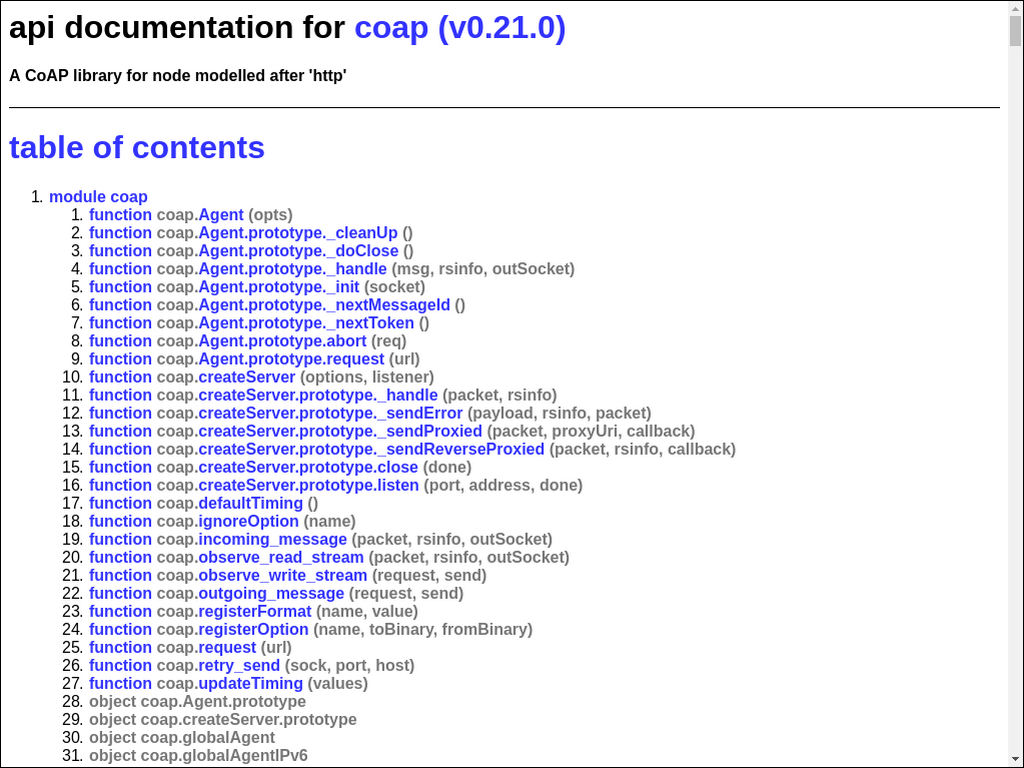 api documentation for coap (v0.21.0)
A CoAP library for node modelled after 'http'
table of contents
1. module coap
1. function coap.Agent (opts)
2. function coap.Agent.prototype._cleanUp ()
3. function coap.Agent.prototype._doClose ()
4. function coap.Agent.prototype._handle (msg, rsinfo, outSocket)
5. function coap.Agent.prototype._init (socket)
6. function coap.Agent.prototype._nextMessageId ()
7. function coap.Agent.prototype._nextToken ()
8. function coap.Agent.prototype.abort (req)
9. function coap.Agent.prototype.request (url)
10. function coap.createServer (options, listener)
11. function coap.createServer.prototype._handle (packet, rsinfo)
12. function coap.createServer.prototype._sendError (payload, rsinfo, packet)
13. function coap.createServer.prototype._sendProxied (packet, proxyUri, callback)
14. function coap.createServer.prototype._sendReverseProxied (packet, rsinfo, callback)
15. function coap.createServer.prototype.close (done)
16. function coap.createServer.prototype.listen (port, address, done)
17. function coap.defaultTiming ()
18. function coap.ignoreOption (name)
19. function coap.incoming_message (packet, rsinfo, outSocket)
20. function coap.observe_read_stream (packet, rsinfo, outSocket)
21. function coap.observe_write_stream (request, send)
22. function coap.outgoing_message (request, send)
23. function coap.registerFormat (name, value)
24. function coap.registerOption (name, toBinary, fromBinary)
25. function coap.request (url)
26. function coap.retry_send (sock, port, host)
27. function coap.updateTiming (values)
28. object coap.Agent.prototype
29. object coap.createServer.prototype
30. object coap.globalAgent
31. object coap.globalAgentIPv6